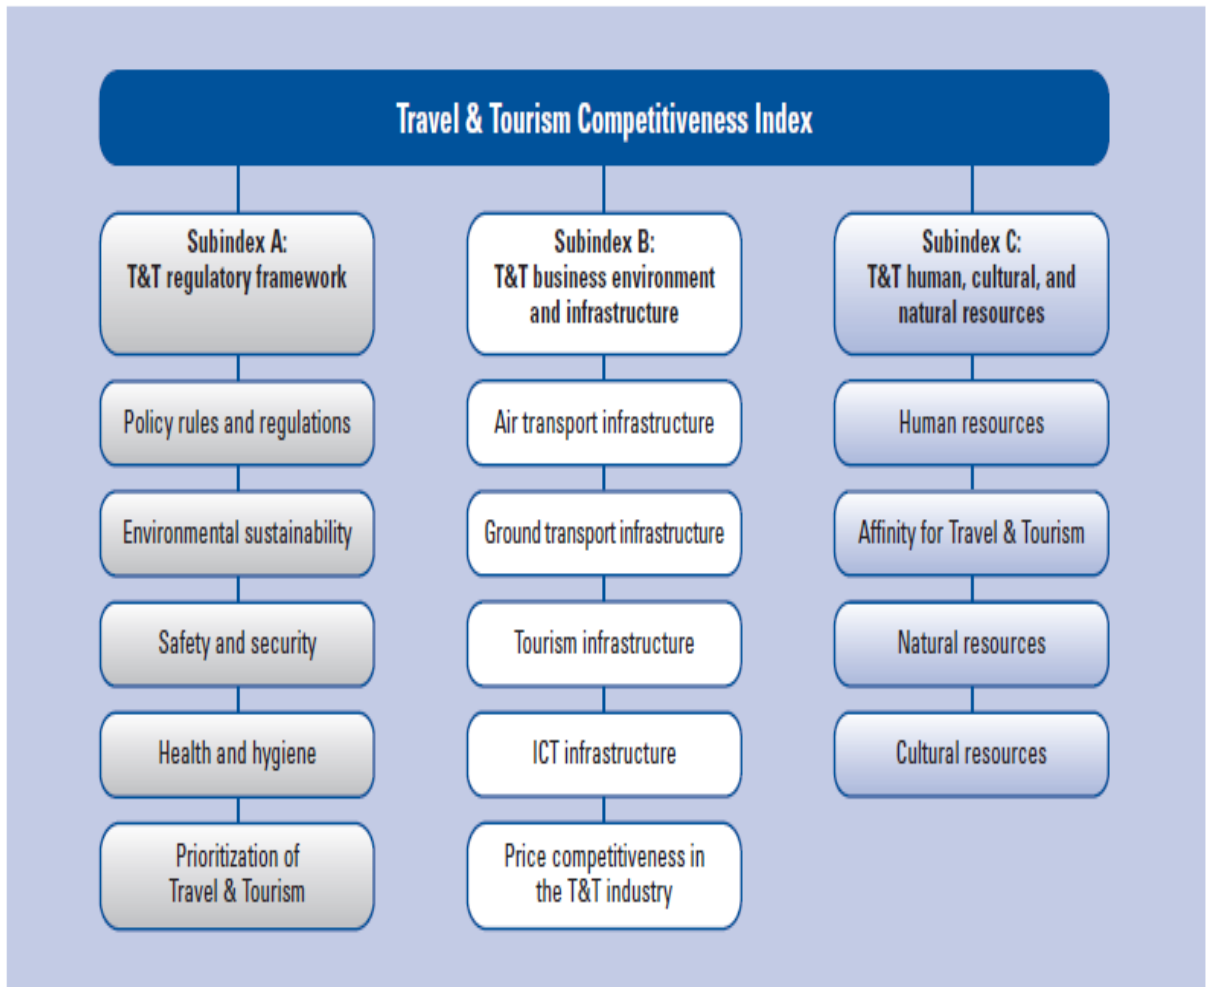 Travel & Tourism Competitiveness Index
Subindex A:
T&T regulatory framework
Policy rules and regulations
Environmental sustainability
Safety and security
Health and hygiene
Prioritization of
Travel & Tourism
Subindex B:
T&T business environment
and infrastructure
Air transport infrastructure
Ground transport infrastructure
Tourism infrastructure
ICT infrastructure
Price competitiveness in
the T&T industry
Subindex C:
T&T human, cultural, and
natural resources
Human resources
Affinity for Travel & Tourism
Natural resources
Cultural resources